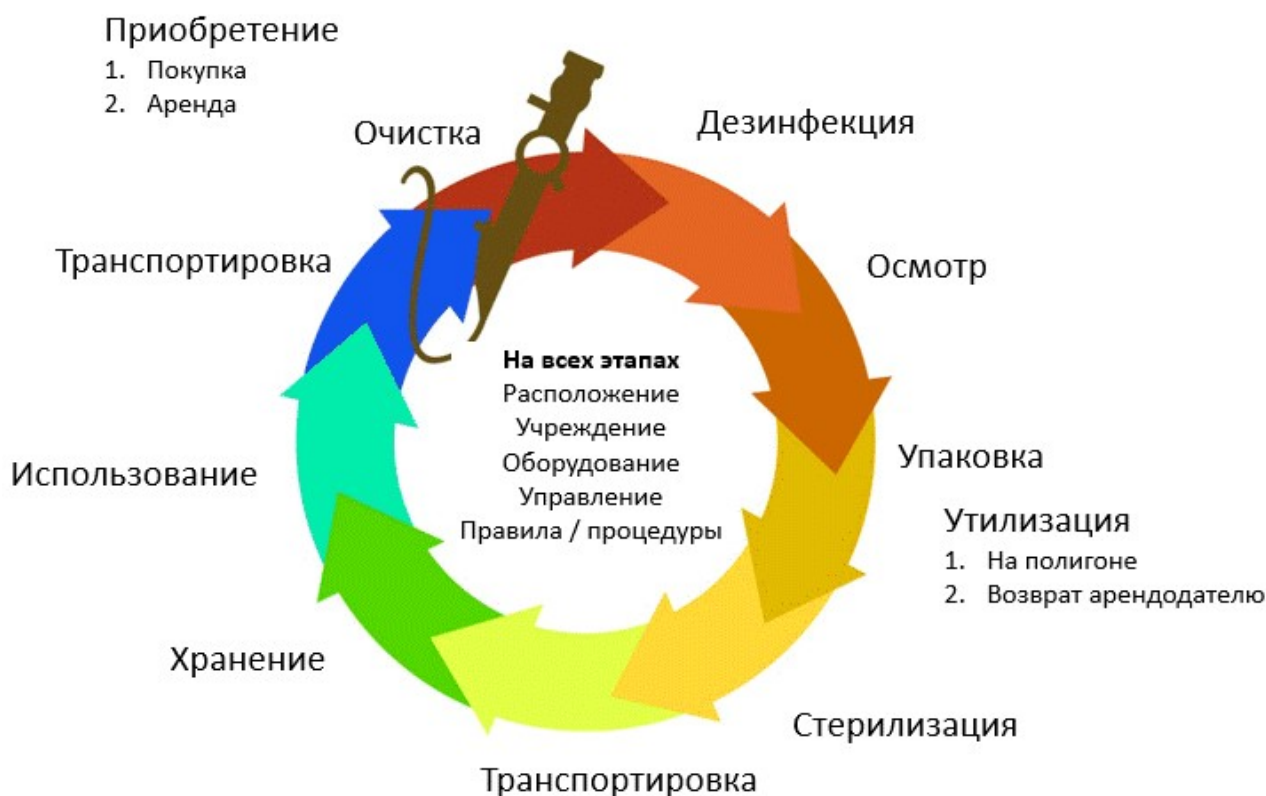 Приобретение
1. Покупка
2. Аренда
Очистка
Дезинфекция
Транспортировка
Осмотр
На всех этапах
Расположение
Учреждение
Оборудование
Управление
Правила / процедуры
Использование
Упаковка
Утилизация
1. На полигоне
2. Возврат арендодателю
Хранение
Стерилизация
Транспортировка